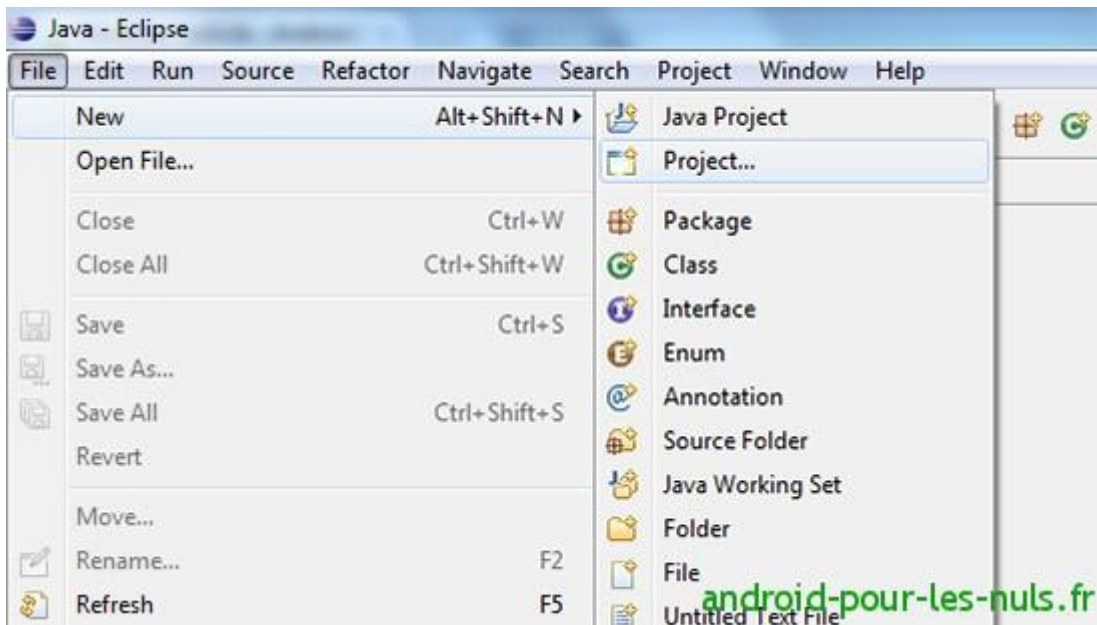 Java - Eclipse
File Edit Run Source Refactor Navigate Search Project Window Help
New Alt+Shift+N
Open File...
Close Ctrl+W
Close All Ctrl+Shift+W
Save Ctrl+S
Save As...
Save All Ctrl+Shift+S
Revert
Move...
Rename... F2
Refresh F5
Java Project
Project...
Package
Class
Interface
Enum
Annotation
Source Folder
Java Working Set
Folder
File
Untitled Text File
android-pour-les-nuls.fr